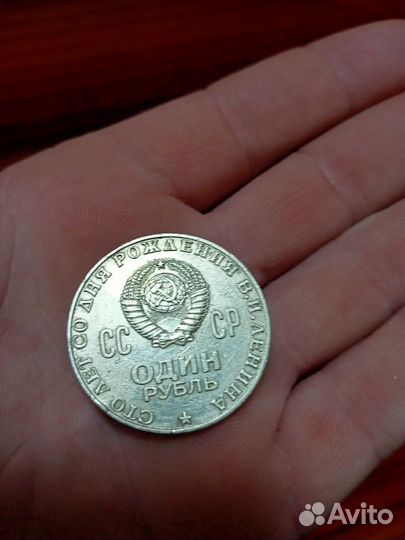 СТО ЛЕТ СО ДНЯ РОЖДЕНИЯ В.И.ЛЕНИНА
СС СР
ОДИН
РУБЛЬ
Avito